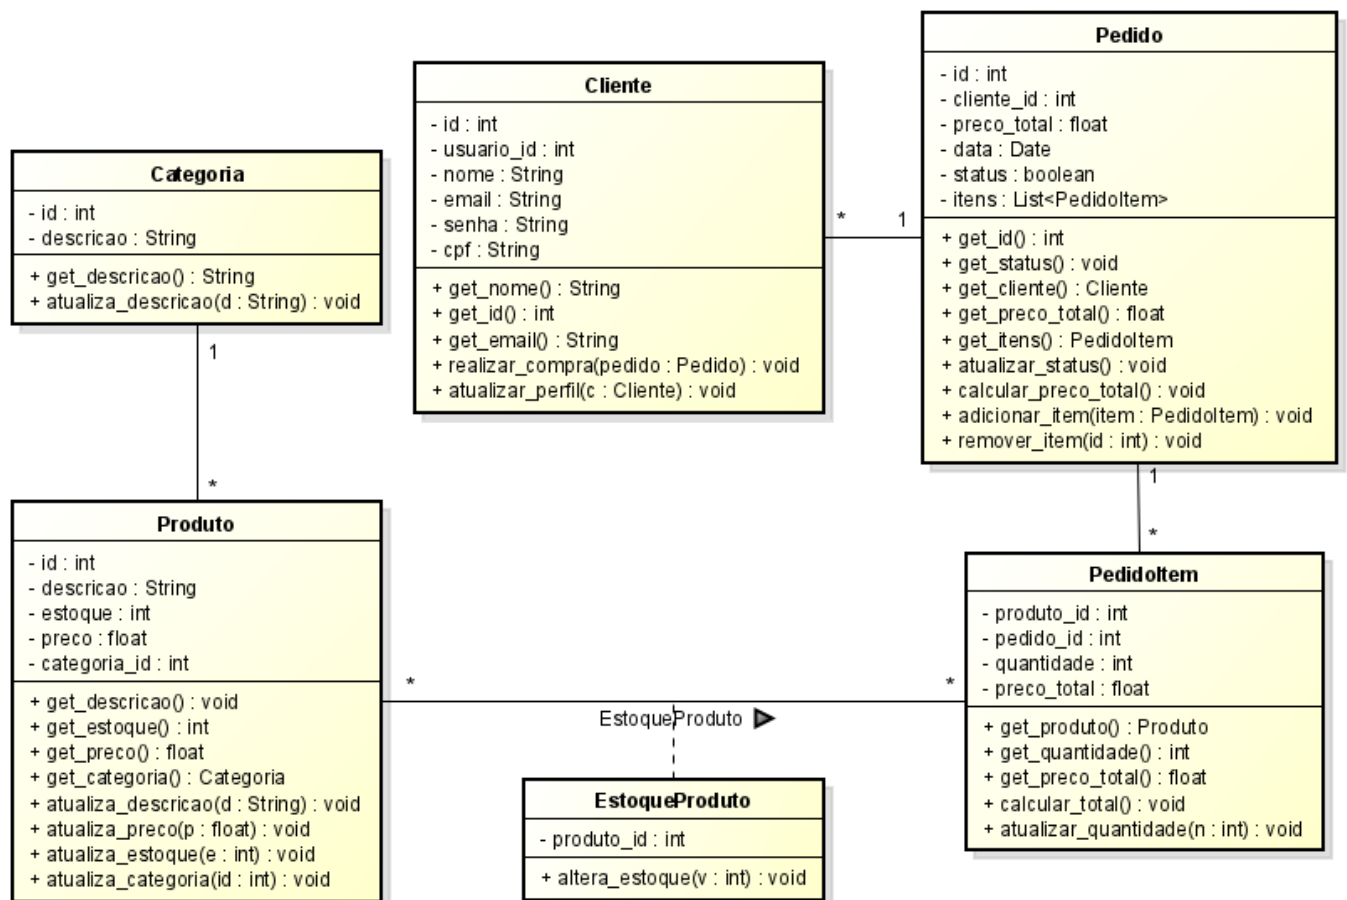 Categoria
- id : int
- descricao : String
+ get_descricao() : String
+ atualiza_descricao(d : String) : void
1
*
Cliente
- id : int
- usuario_id : int
- nome : String
- email : String
- senha : String
- cpf : String
+ get_nome() : String
+ get_id() : int
+ get_email() : String
+ realizar_compra(pedido : Pedido) : void
+ atualizar_perfil(c : Cliente) : void
* 1
Pedido
- id : int
- cliente_id : int
- preco_total : float
- data : Date
- status : boolean
- itens : List<PedidoItem>
+ get_id() : int
+ get_status() : void
+ get_cliente() : Cliente
+ get_preco_total() : float
+ get_itens() : PedidoItem
+ atualizar_status() : void
+ calcular_preco_total() : void
+ adicionar_item(item : PedidoItem) : void
+ remover_item(id : int) : void
1
*
Produto
- id : int
- descricao : String
- estoque : int
- preco : float
- categoria_id : int
+ get_descricao() : void
+ get_estoque() : int
+ get_preco() : float
+ get_categoria() : Categoria
+ atualiza_descricao(d : String) : void
+ atualiza_preco(p : float) : void
+ atualiza_estoque(e : int) : void
+ atualiza_categoria(id : int) : void
* *
EstoqueProduto
EstoqueProduto
- produto_id : int
+ altera_estoque(v : int) : void
PedidoItem
- produto_id : int
- pedido_id : int
- quantidade : int
- preco_total : float
+ get_produto() : Produto
+ get_quantidade() : int
+ get_preco_total() : float
+ calcular_total() : void
+ atualizar_quantidade(n : int) : void